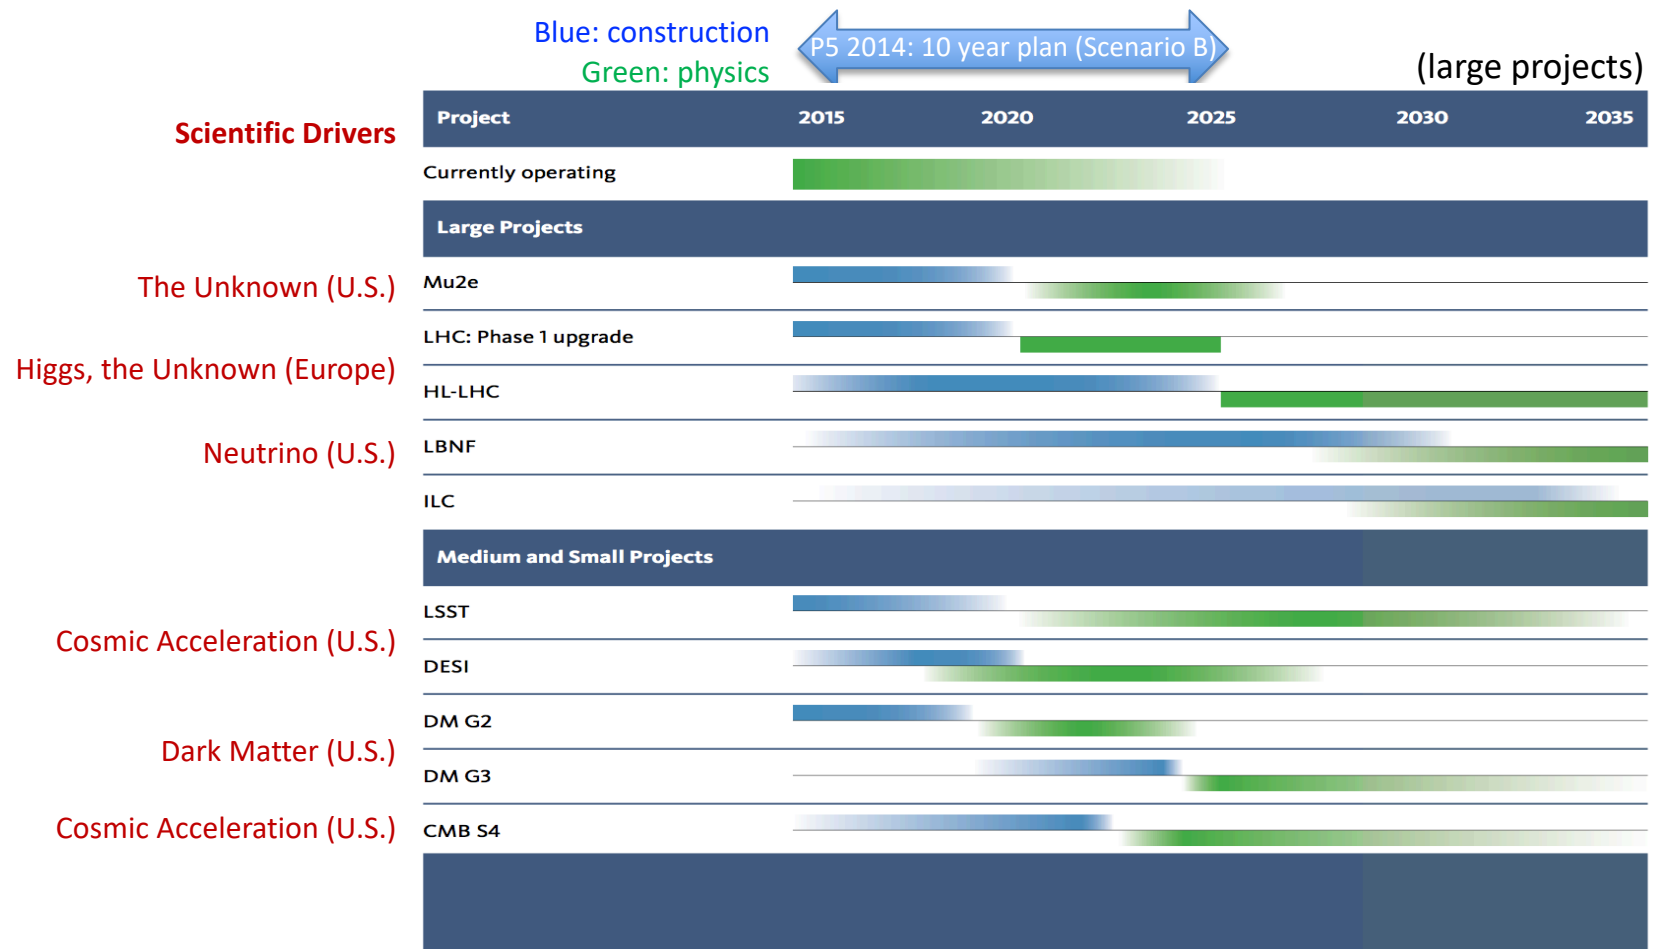 Blue: construction
Green: physics
P5 2014: 10 year plan (Scenario B)
(large projects)
Scientific Drivers
Project 2015 2020 2025 2030 2035
Currently operating
Large Projects
The Unknown (U.S.)
Mu2e
LHC: Phase 1 upgrade
Higgs, the Unknown (Europe)
HL-LHC
Neutrino (U.S.)
LBNF
ILC
Medium and Small Projects
LSST
Cosmic Acceleration (U.S.)
DESI
DM G2
Dark Matter (U.S.)
DM G3
Cosmic Acceleration (U.S.)
CMB S4